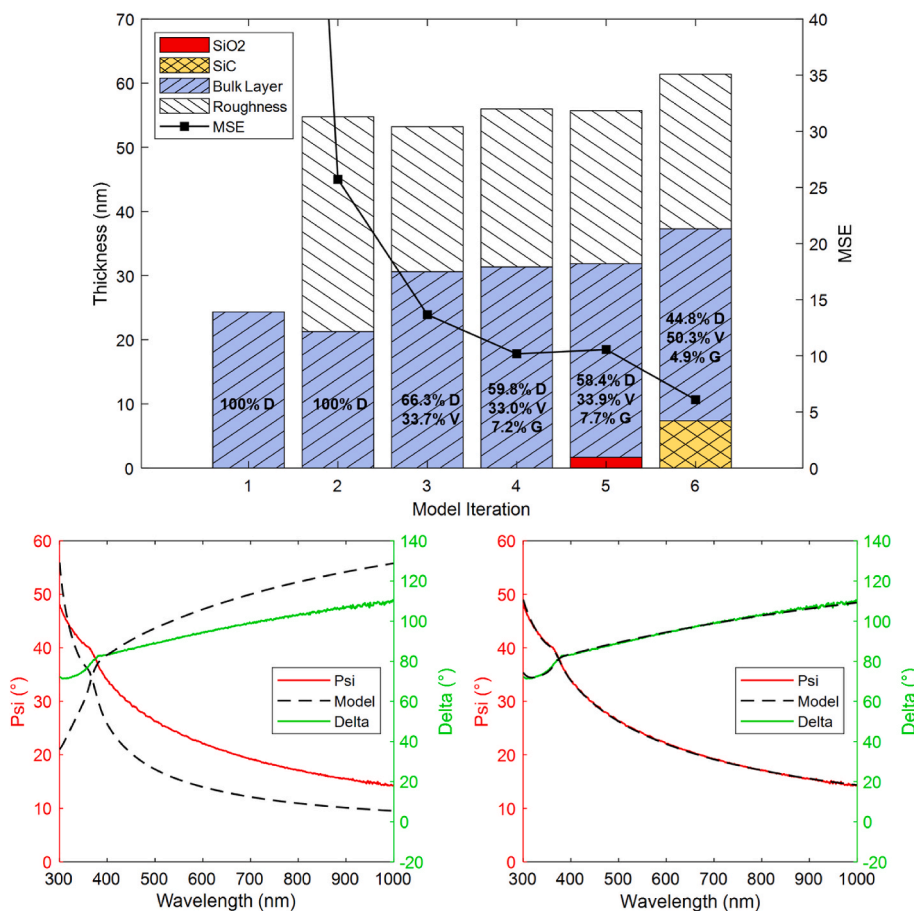 70
60
50
40
30
20
10
0
Thickness (nm)
SiO2
SiC
Bulk Layer
Roughness
MSE
100% D
100% D
66.3% D
33.7% V
59.8% D
33.0% V
7.2% G
58.4% D
33.9% V
7.7% G
44.8% D
50.3% V
4.9% G
40
35
30
25
20
15
10
5
0
MSE
1 2 3 4 5 6
Model Iteration
60
50
40
30
20
10
0
Psi (°)
Psi
Model
Delta
140
120
100
80
60
40
20
0
-20
Delta (°)
300 400 500 600 700 800 900 1000
Wavelength (nm)
60
50
40
30
20
10
0
Psi (°)
Psi
Model
Delta
140
120
100
80
60
40
20
0
-20
Delta (°)
300 400 500 600 700 800 900 1000
Wavelength (nm)